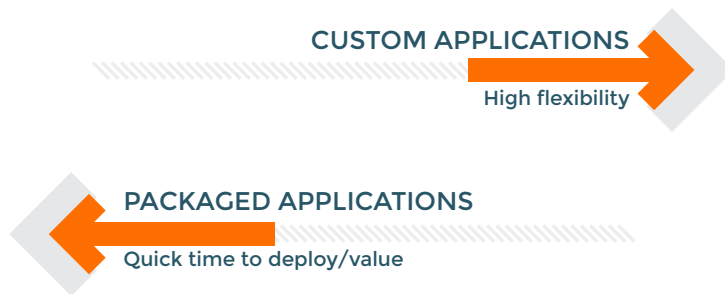 CUSTOM APPLICATIONS
High flexibility
PACKAGED APPLICATIONS
Quick time to deploy/value